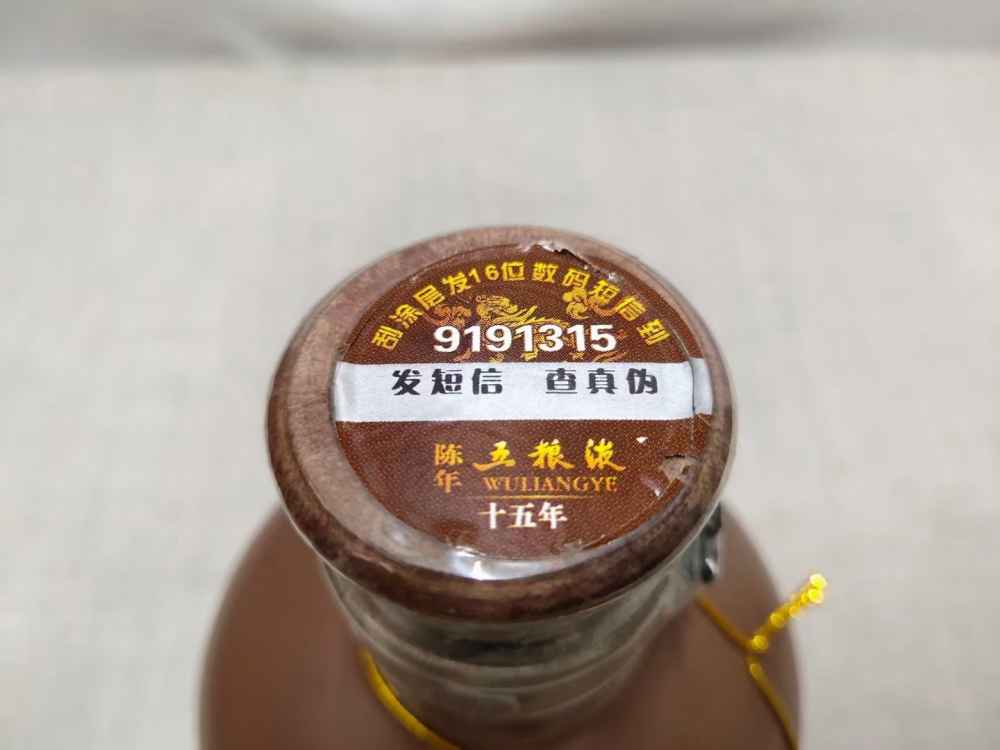 刮涂层发16位数码短信到
9191315
发短信 查真伪
陈年 五粮液
WULIANGYE
十五年